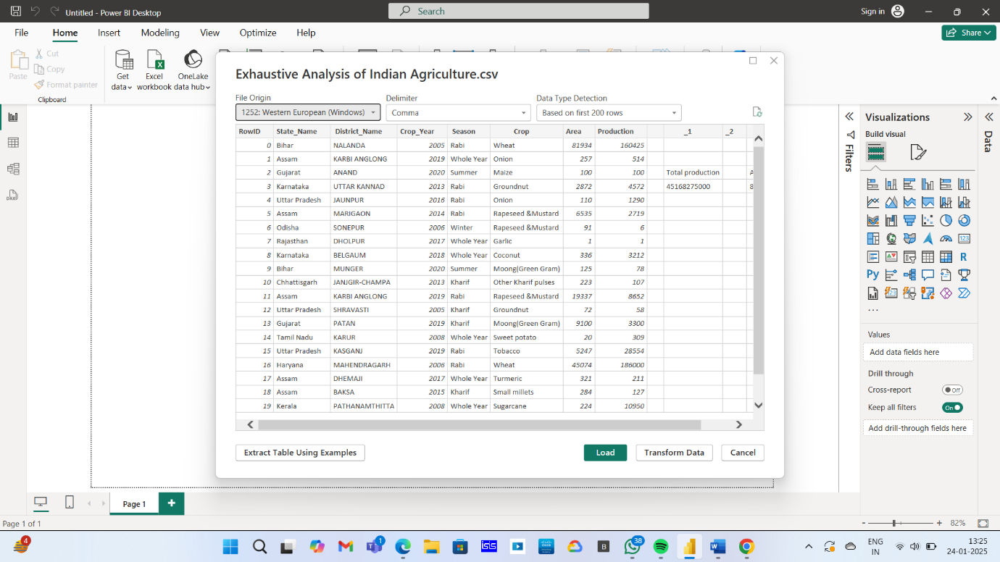 Untitled - Power BI Desktop
Search
Sign in
File Home Insert Modeling View Optimize Help
Share
Paste
Cut
Copy
Format painter
Clipboard
Get data
Excel workbook
OneLake data hub
Exhaustive Analysis of Indian Agriculture.csv
File Origin Delimiter Data Type Detection
1252: Western European (Windows) Comma Based on first 200 rows
RowID State_Name District_Name Crop_Year Season Crop Area Production _1 _2
0 Bihar NALANDA 2005 Rabi Wheat 81934 160425
1 Assam KARBI ANGLONG 2019 Whole Year Onion 257 514
2 Gujarat ANAND 2020 Summer Maize 100 100 Total production A
3 Karnataka UTTAR KANNAD 2013 Rabi Groundnut 2872 4572 45168275000 8
4 Uttar Pradesh JAUNPUR 2016 Rabi Onion 110 1290
5 Assam MARIGAON 2014 Rabi Rapeseed &Mustard 6535 2719
6 Odisha SONEPUR 2006 Winter Rapeseed &Mustard 91 6
7 Rajasthan DHOLPUR 2017 Whole Year Garlic 1 1
8 Karnataka BELGAUM 2018 Whole Year Coconut 336 3212
9 Bihar MUNGER 2020 Summer Moong(Green Gram) 125 78
10 Chhattisgarh JANJGIR-CHAMPA 2013 Kharif Other Kharif pulses 223 107
11 Assam KARBI ANGLONG 2019 Rabi Rapeseed &Mustard 19337 8652
12 Uttar Pradesh SHRAVASTI 2005 Kharif Groundnut 72 58
13 Gujarat PATAN 2019 Kharif Moong(Green Gram) 9100 3300
14 Tamil Nadu KARUR 2008 Whole Year Sweet potato 20 309
15 Uttar Pradesh KASGANJ 2019 Rabi Tobacco 5247 28554
16 Haryana MAHENDRAGARH 2006 Rabi Wheat 45074 186000
17 Assam DHEMAJI 2017 Whole Year Turmeric 321 211
18 Assam BAKSA 2015 Kharif Small millets 284 127
19 Kerala PATHANAMTHITTA 2008 Whole Year Sugarcane 224 10950
Extract Table Using Examples Load Transform Data Cancel
Filters
Visualizations
Build visual
123
R
Py
123
Values
Add data fields here
Drill through
Cross-report Off
Keep all filters On
Add drill-through fields here
Data
DAX
Page 1
Page 1 of 1
82%
4
1
38
B
ENG
IN
13:25
24-01-2025